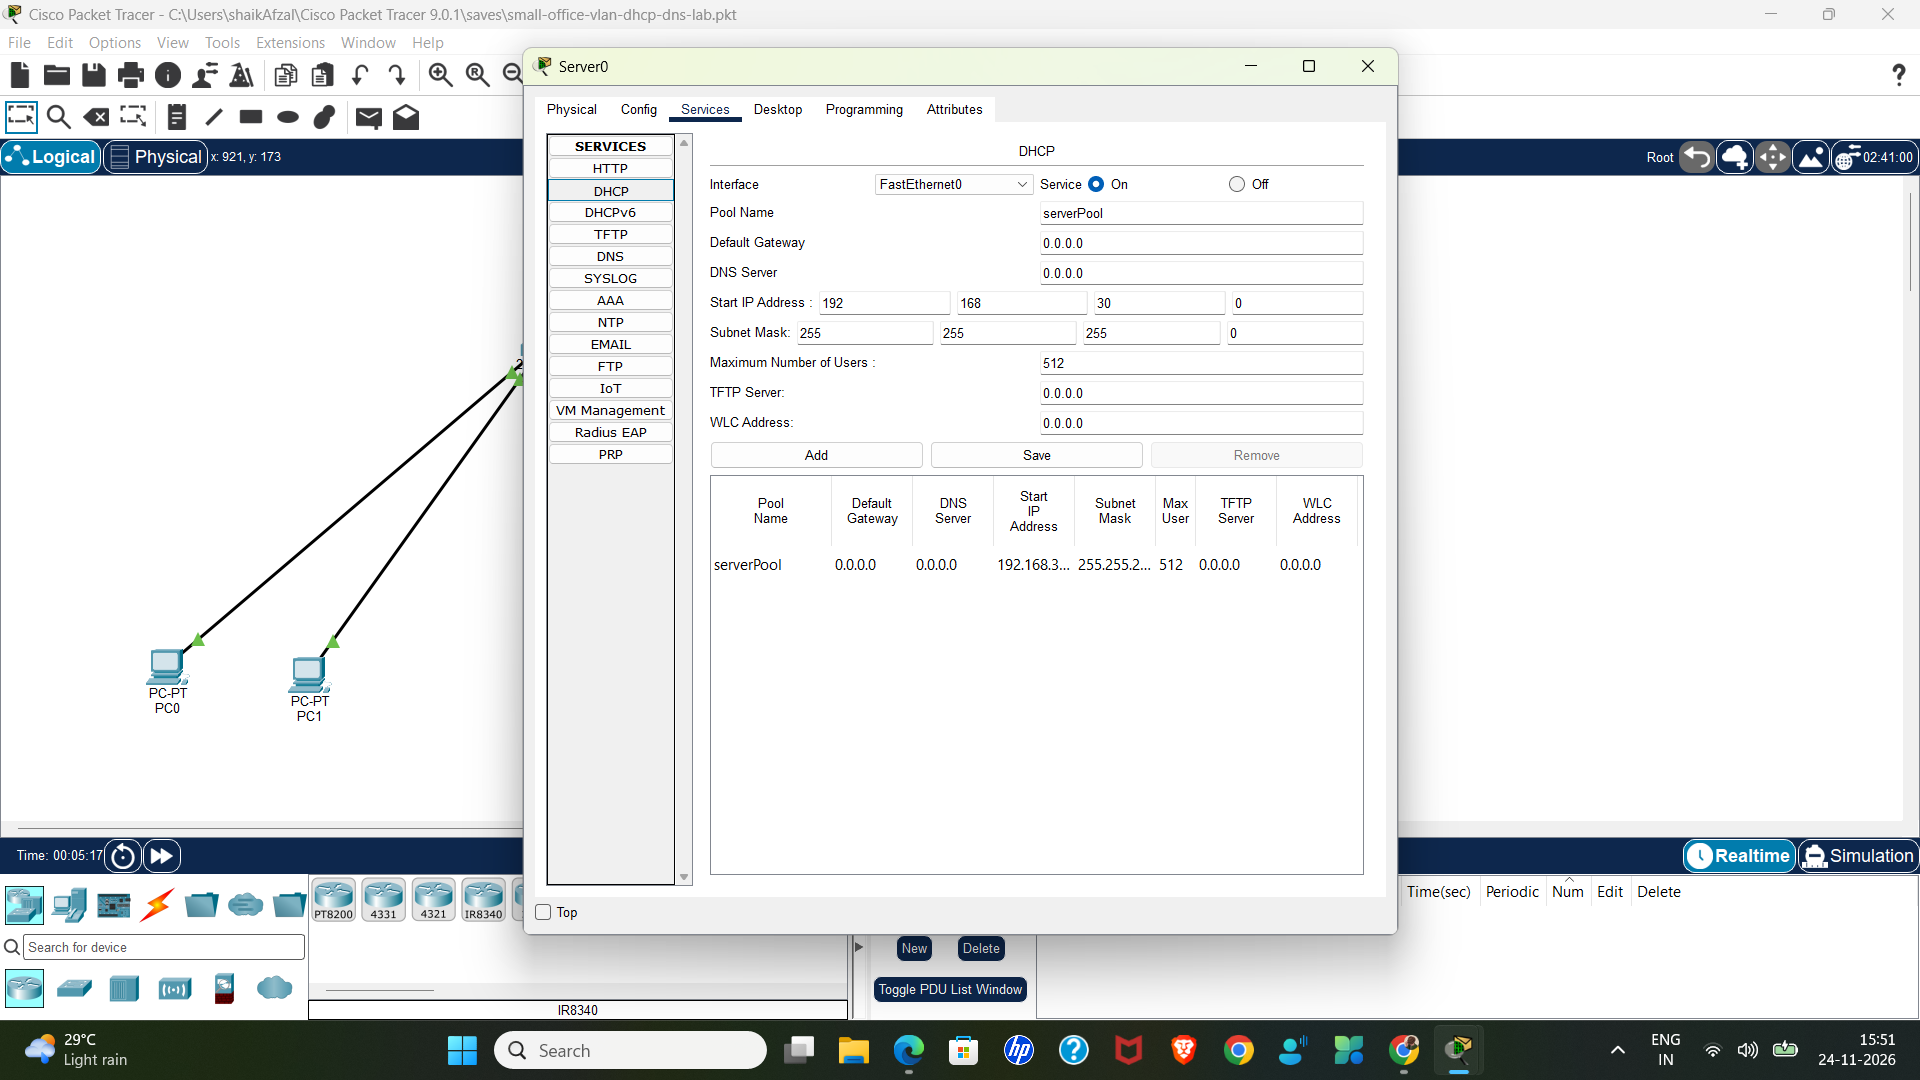 Cisco Packet Tracer - C:\Users\shaikAfzal\Cisco Packet Tracer 9.0.1\saves\small-office-vlan-dhcp-dns-lab.pkt
File Edit Options View Tools Extensions Window Help
Server0
Physical Config Services Desktop Programming Attributes
Logical Physical x: 921, y: 173
Root 02:41:00
SERVICES
HTTP
DHCP
DHCPv6
TFTP
DNS
SYSLOG
AAA
NTP
EMAIL
FTP
IoT
VM Management
Radius EAP
PRP
DHCP
Interface FastEthernet0 Service On Off
Pool Name serverPool
Default Gateway 0.0.0.0
DNS Server 0.0.0.0
Start IP Address : 192 168 30 0
Subnet Mask: 255 255 255 0
Maximum Number of Users : 512
TFTP Server: 0.0.0.0
WLC Address: 0.0.0.0
Add Save Remove
Pool Name Default Gateway DNS Server Start IP Address Subnet Mask Max User TFTP Server WLC Address
serverPool 0.0.0.0 0.0.0.0 192.168.3... 255.255.2... 512 0.0.0.0 0.0.0.0
Top
PC-PT
PC0
PC-PT
PC1
Time: 00:05:17
Realtime Simulation
PT8200 4331 4321 IR8340
Search for device
IR8340
New Delete
Toggle PDU List Window
Time(sec) Periodic Num Edit Delete
29°C
Light rain
Search
ENG
IN
15:51
24-11-2026